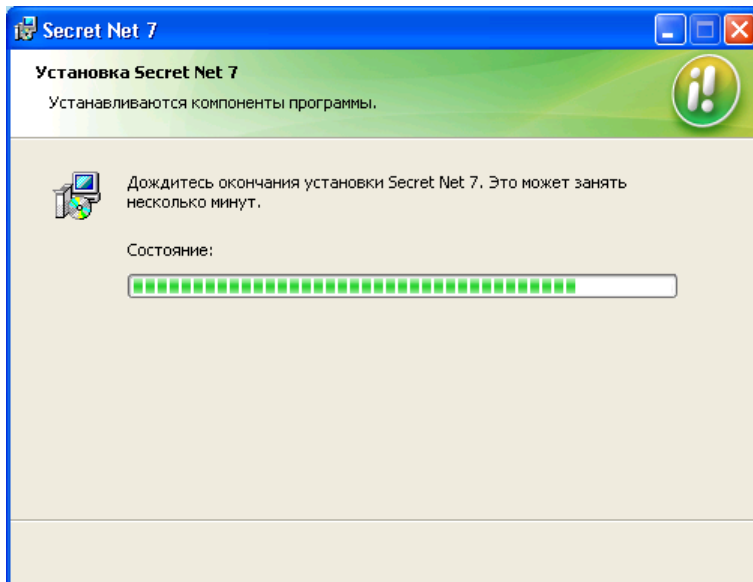 Secret Net 7
Установка Secret Net 7
Устанавливаются компоненты программы.
Дождитесь окончания установки Secret Net 7. Это может занять
несколько минут.
Состояние: